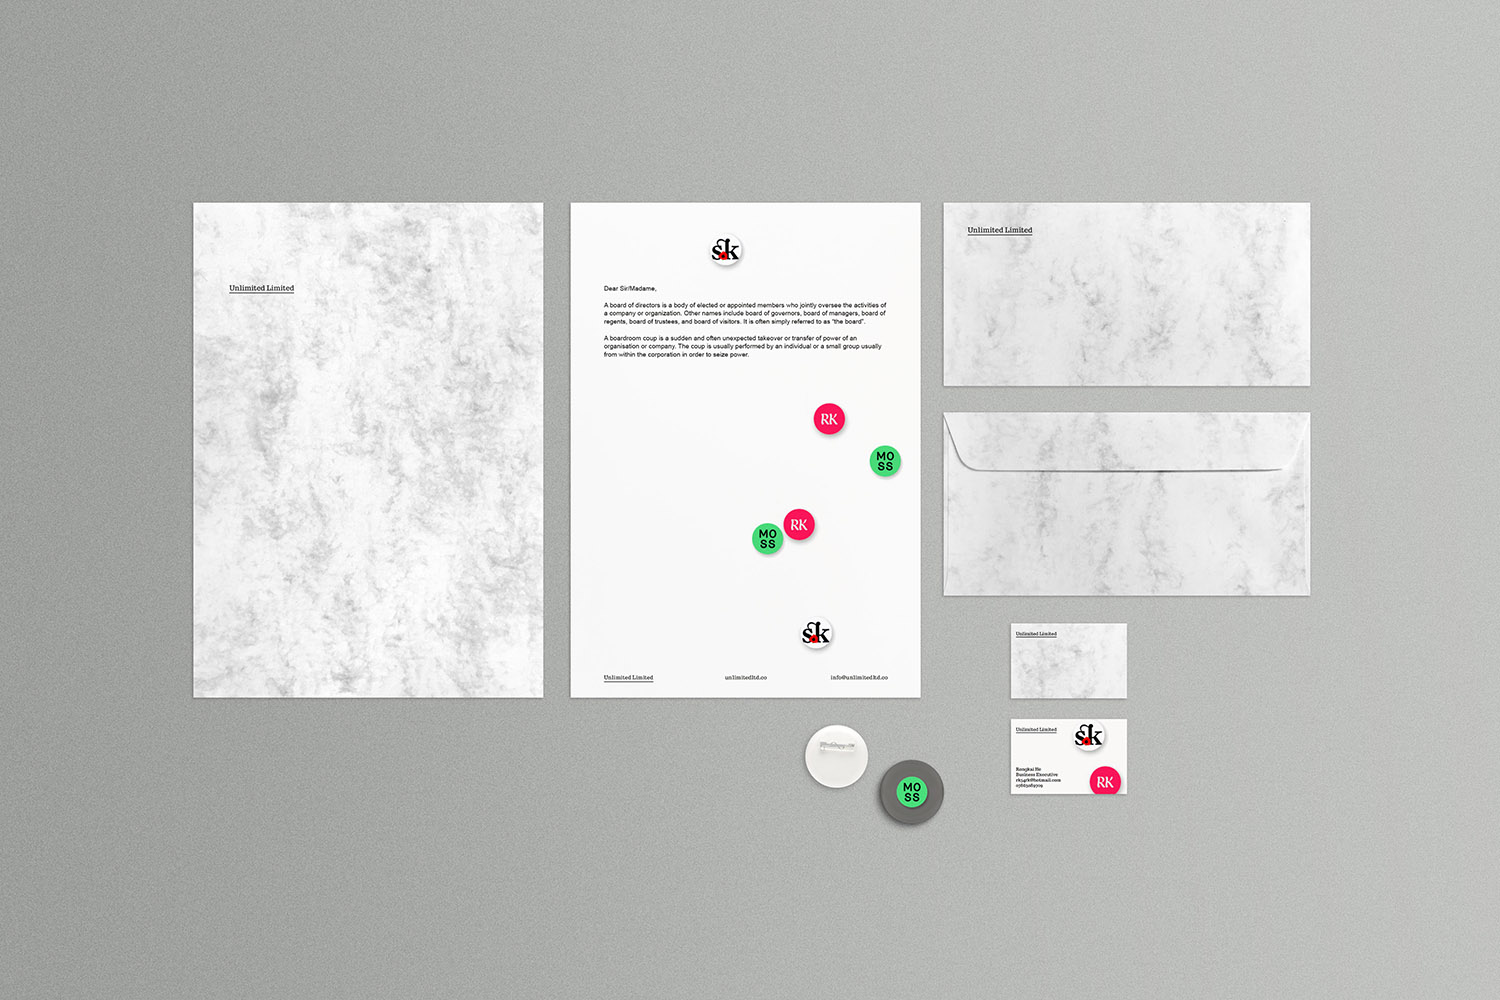 Unlimited Limited
sk
Dear Sir/Madame,
A board of directors is a body of elected or appointed members who jointly oversee the activities of
a company or organization. Other names include board of governors, board of managers, board of
regents, board of trustees, and board of visitors. It is often simply referred to as "the board".
A boardroom coup is a sudden and often unexpected takeover or transfer of power of an
organisation or company. The coup is usually performed by an individual or a small group usually
from within the corporation in order to seize power.
RK
MO
SS
RK
MO
SS
sk
Unlimited Limited
unlimitedltd.co
info@unlimitedltd.co
Unlimited Limited
Unlimited Limited
Unlimited Limited
sk
Business Executive
RK
MO
SS